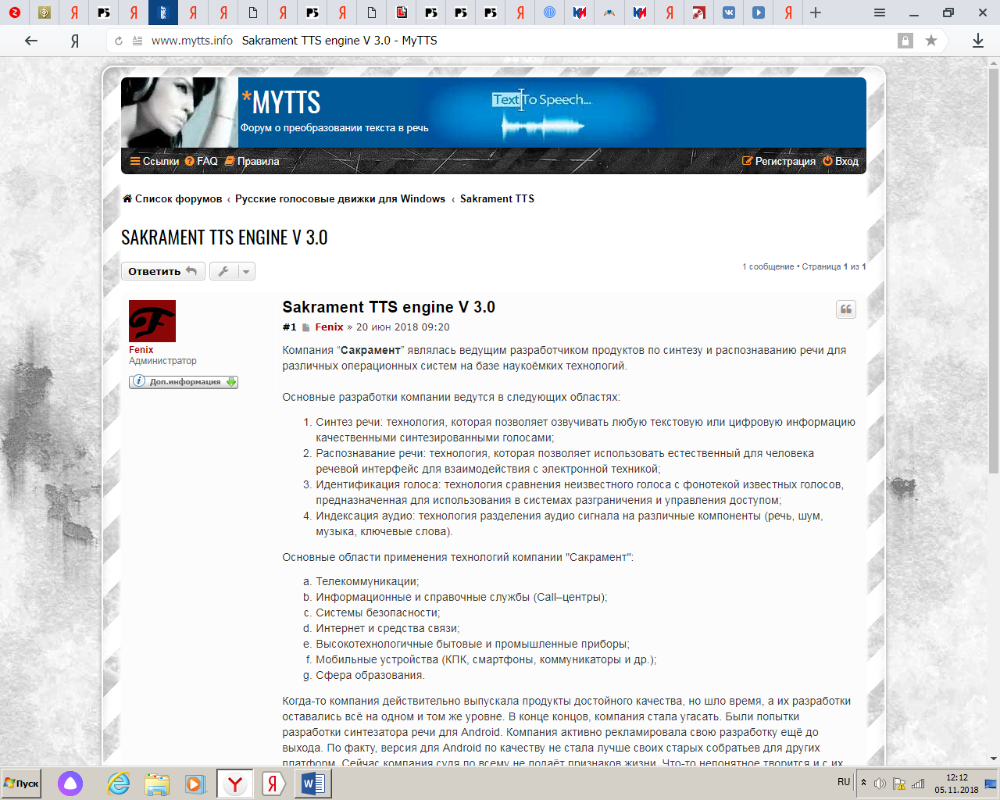 www.mytts.info Sakrament TTS engine V 3.0 - MyTTS
*MYTTS
Форум о преобразовании текста в речь
Text To Speech...
Ссылки FAQ Правила Регистрация Вход
Список форумов ‹ Русские голосовые движки для Windows ‹ Sakrament TTS
SAKRAMENT TTS ENGINE V 3.0
Ответить
1 сообщение • Страница 1 из 1
Fenix
Администратор
Доп.информация
Sakrament TTS engine V 3.0
#1 Fenix » 20 июн 2018 09:20
Компания “Сакрамент” являлась ведущим разработчиком продуктов по синтезу и распознаванию речи для
различных операционных систем на базе наукоёмких технологий.
Основные разработки компании ведутся в следующих областях:
1. Синтез речи: технология, которая позволяет озвучивать любую текстовую или цифровую информацию
качественными синтезированными голосами;
2. Распознавание речи: технология, которая позволяет использовать естественный для человека
речевой интерфейс для взаимодействия с электронной техникой;
3. Идентификация голоса: технология сравнения неизвестного голоса с фонотекой известных голосов,
предназначенная для использования в системах разграничения и управления доступом;
4. Индексация аудио: технология разделения аудио сигнала на различные компоненты (речь, шум,
музыка, ключевые слова).
Основные области применения технологий компании "Сакрамент":
a. Телекоммуникации;
b. Информационные и справочные службы (Call–центры);
c. Системы безопасности;
d. Интернет и средства связи;
e. Высокотехнологичные бытовые и промышленные приборы;
f. Мобильные устройства (КПК, смартфоны, коммуникаторы и др.);
g. Сфера образования.
Когда-то компания действительно выпускала продукты достойного качества, но шло время, а их разработки
оставались всё на одном и том же уровне. В конце концов, компания стала угасать. Были попытки
разработки синтезатора речи для Android. Компания активно рекламировала свою разработку ещё до
выхода. По факту, версия для Android по качеству не стала лучше своих старых собратьев для других
платформ. Сейчас компания судя по всему не подаёт признаков жизни. Что-то непонятное творится и с их
Пуск
RU
12:12
05.11.2018